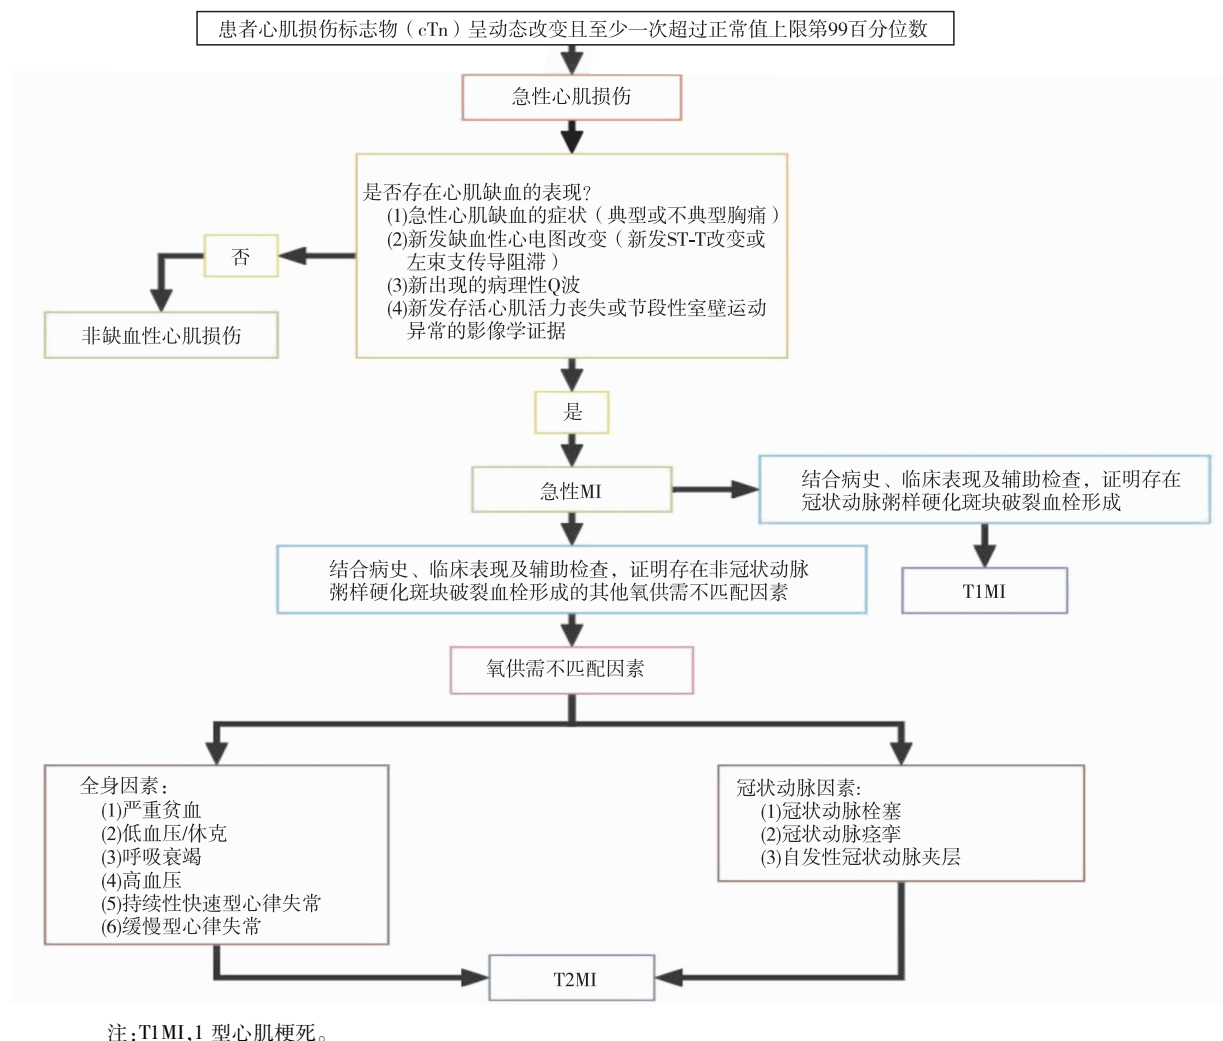 患者心肌损伤标志物（cTn）呈动态改变且至少一次超过正常值上限第99百分位数
急性心肌损伤
是否存在心肌缺血的表现？
(1)急性心肌缺血的症状（典型或不典型胸痛）
(2)新发缺血性心电图改变（新发ST-T改变或
左束支传导阻滞）
(3)新出现的病理性Q波
(4)新发存活心肌活力丧失或节段性室壁运动
异常的影像学证据
否
非缺血性心肌损伤
是
急性MI
结合病史、临床表现及辅助检查，证明存在
冠状动脉粥样硬化斑块破裂血栓形成
T1MI
结合病史、临床表现及辅助检查，证明存在非冠状动脉
粥样硬化斑块破裂血栓形成的其他氧供需不匹配因素
氧供需不匹配因素
全身因素：
(1)严重贫血
(2)低血压/休克
(3)呼吸衰竭
(4)高血压
(5)持续性快速型心律失常
(6)缓慢型心律失常
冠状动脉因素:
(1)冠状动脉栓塞
(2)冠状动脉痉挛
(3)自发性冠状动脉夹层
T2MI
注:T1MI,1 型心肌梗死。